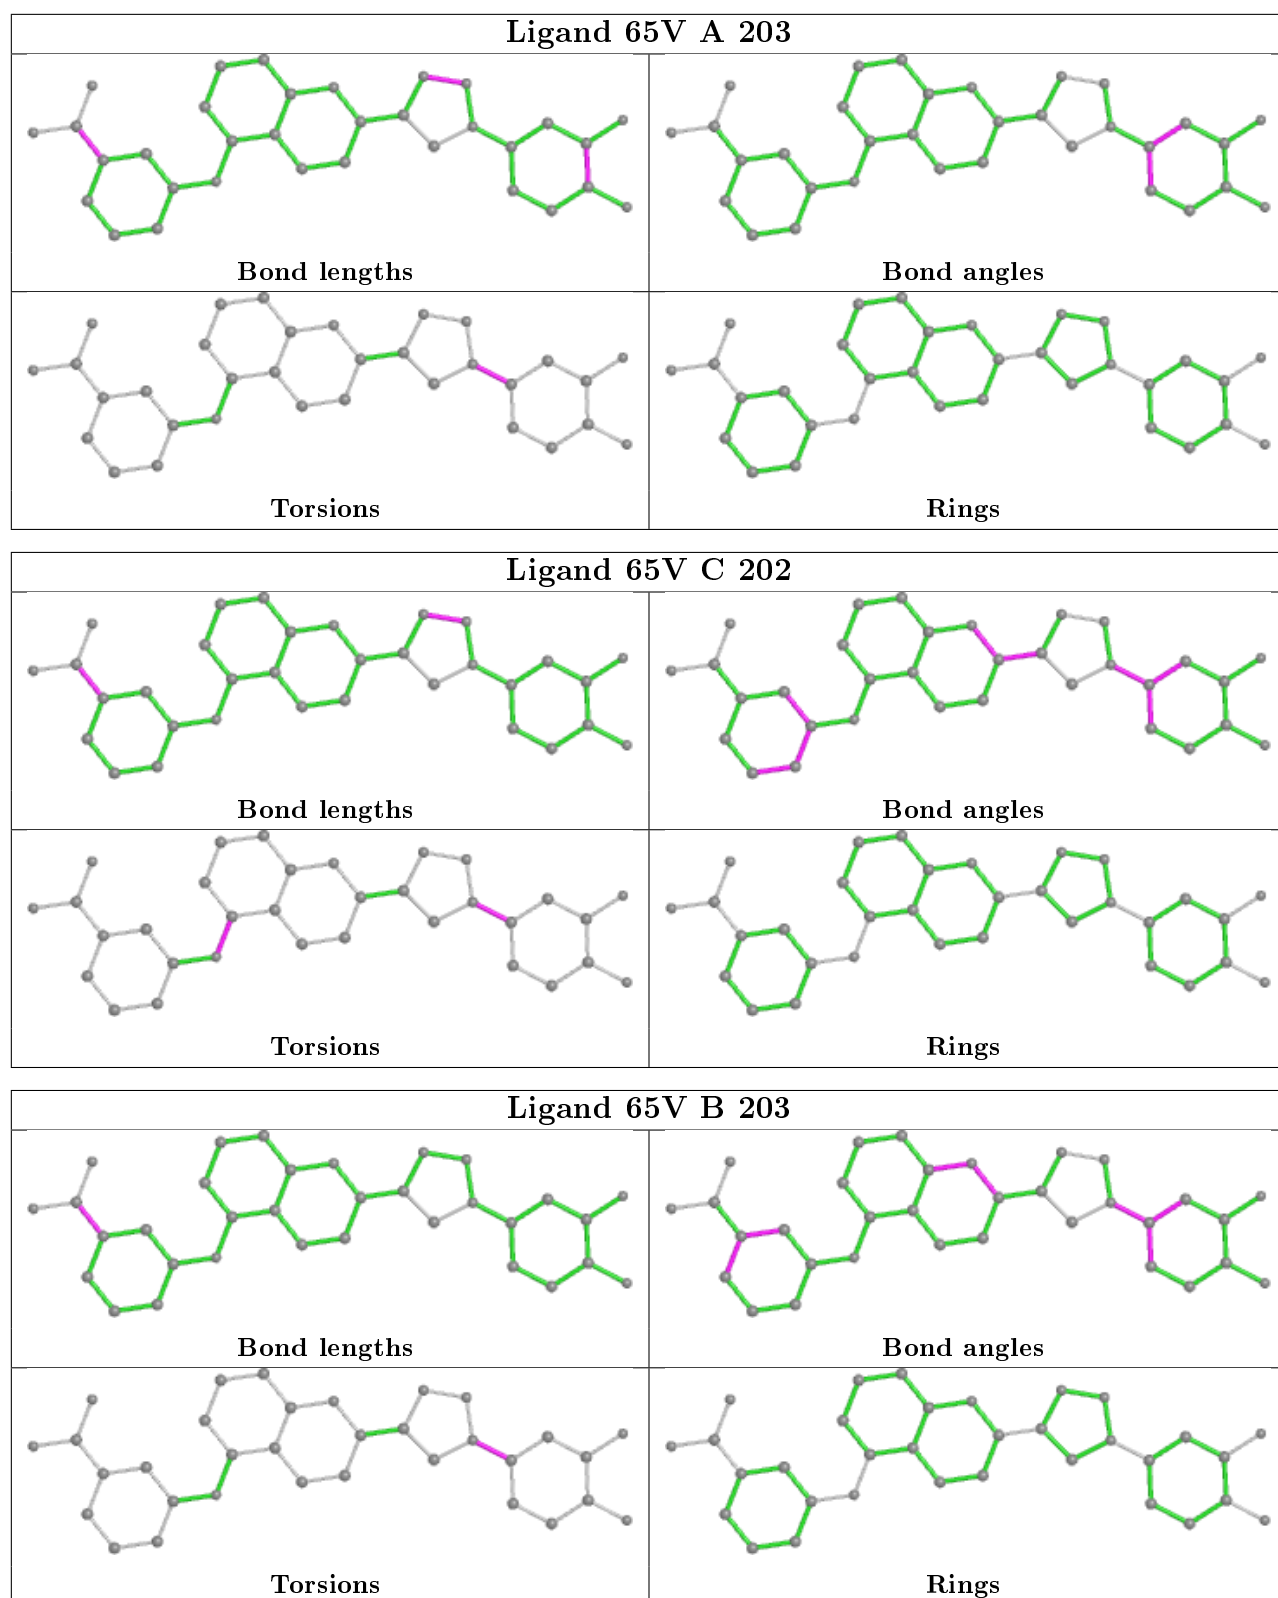 Ligand 65V A 203
Bond lengths
Bond angles
Torsions
Rings
Ligand 65V C 202
Bond lengths
Bond angles
Torsions
Rings
Ligand 65V B 203
Bond lengths
Bond angles
Torsions
Rings